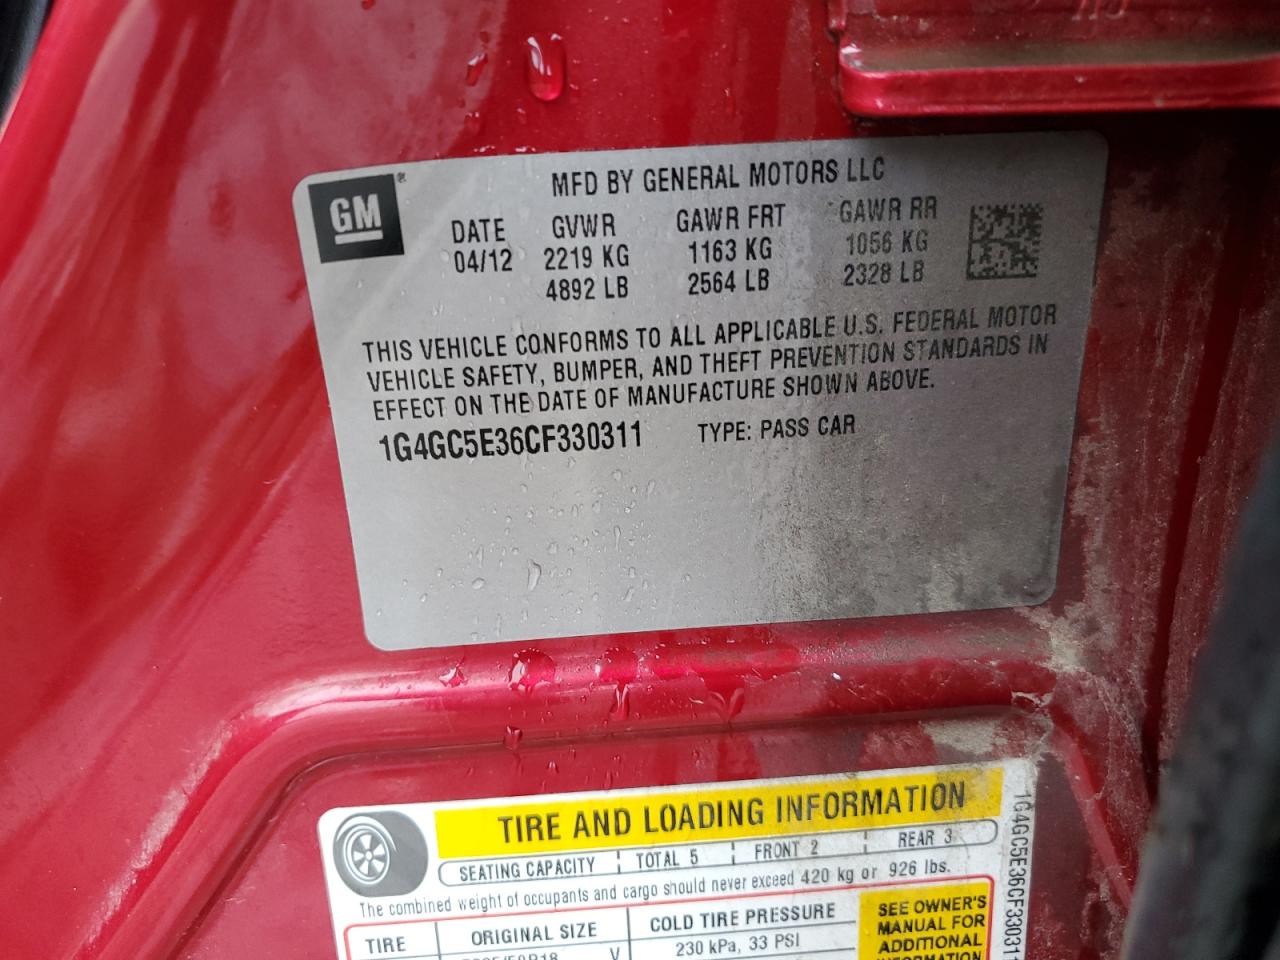 GM
MFD BY GENERAL MOTORS LLC
DATE GVWR GAWR FRT GAWR RR
04/12 2219 KG 1163 KG 1056 KG
4892 LB 2564 LB 2328 LB
THIS VEHICLE CONFORMS TO ALL APPLICABLE U.S. FEDERAL MOTOR
VEHICLE SAFETY, BUMPER, AND THEFT PREVENTION STANDARDS IN
EFFECT ON THE DATE OF MANUFACTURE SHOWN ABOVE.
1G4GC5E36CF330311 TYPE: PASS CAR
TIRE AND LOADING INFORMATION
SEATING CAPACITY TOTAL 5 FRONT 2 REAR 3
The combined weight of occupants and cargo should never exceed 420 kg or 926 lbs.
TIRE ORIGINAL SIZE COLD TIRE PRESSURE
V 230 kPa, 33 PSI
SEE OWNER'S
MANUAL FOR
ADDITIONAL
INFORMATION
1G4GC5E36CF330311